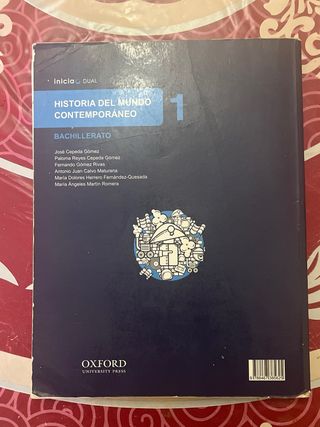 inicia DUAL
HISTORIA DEL MUNDO
CONTEMPORÁNEO
1
BACHILLERATO
José Cepeda Gómez
Paloma Reyes Cepeda Gómez
Fernando Gómez Rivas
Antonio Juan Calvo Maturana
María Dolores Herrero Fernández-Quesada
María Ángeles Martín Romera
OXFORD
UNIVERSITY PRESS